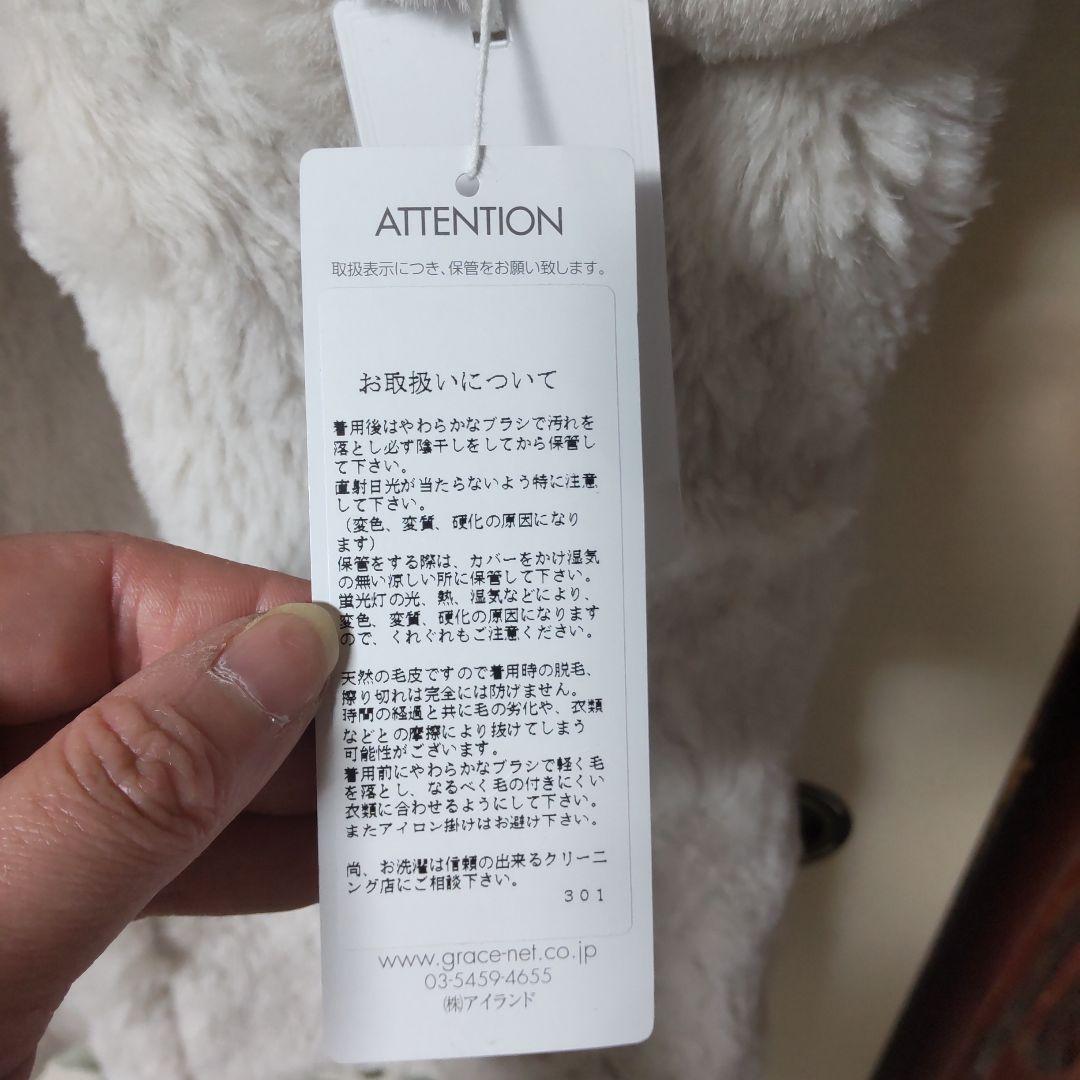 ATTENTION
取扱表示につき、保管をお願い致します。
お取扱いについて
着用後はやわらかなブラシで汚れを
落とし必ず陰干しをしてから保管し
て下さい。
直射日光が当たらないよう特に注意
して下さい。
（変色、変質、硬化の原因になり
ます）
保管をする際は、カバーをかけ湿気
の無い涼しい所に保管して下さい。
蛍光灯の光、熱、湿気などにより、
変色、変質、硬化の原因になります
ので、くれぐれもご注意ください。
天然の毛皮ですので着用時の脱毛、
擦り切れは完全には防げません。
時間の経過と共に毛の劣化や、衣類
などとの摩擦により抜けてしまう
可能性がございます。
着用前にやわらかなブラシで軽く毛
を落とし、なるべく毛の付きにくい
衣類に合わせるようにして下さい。
またアイロン掛けはお避け下さい。
尚、お洗濯は信頼の出来るクリーニ
ング店にご相談下さい。
301
www.grace-net.co.jp
03-5459-4655
㈱アイランド